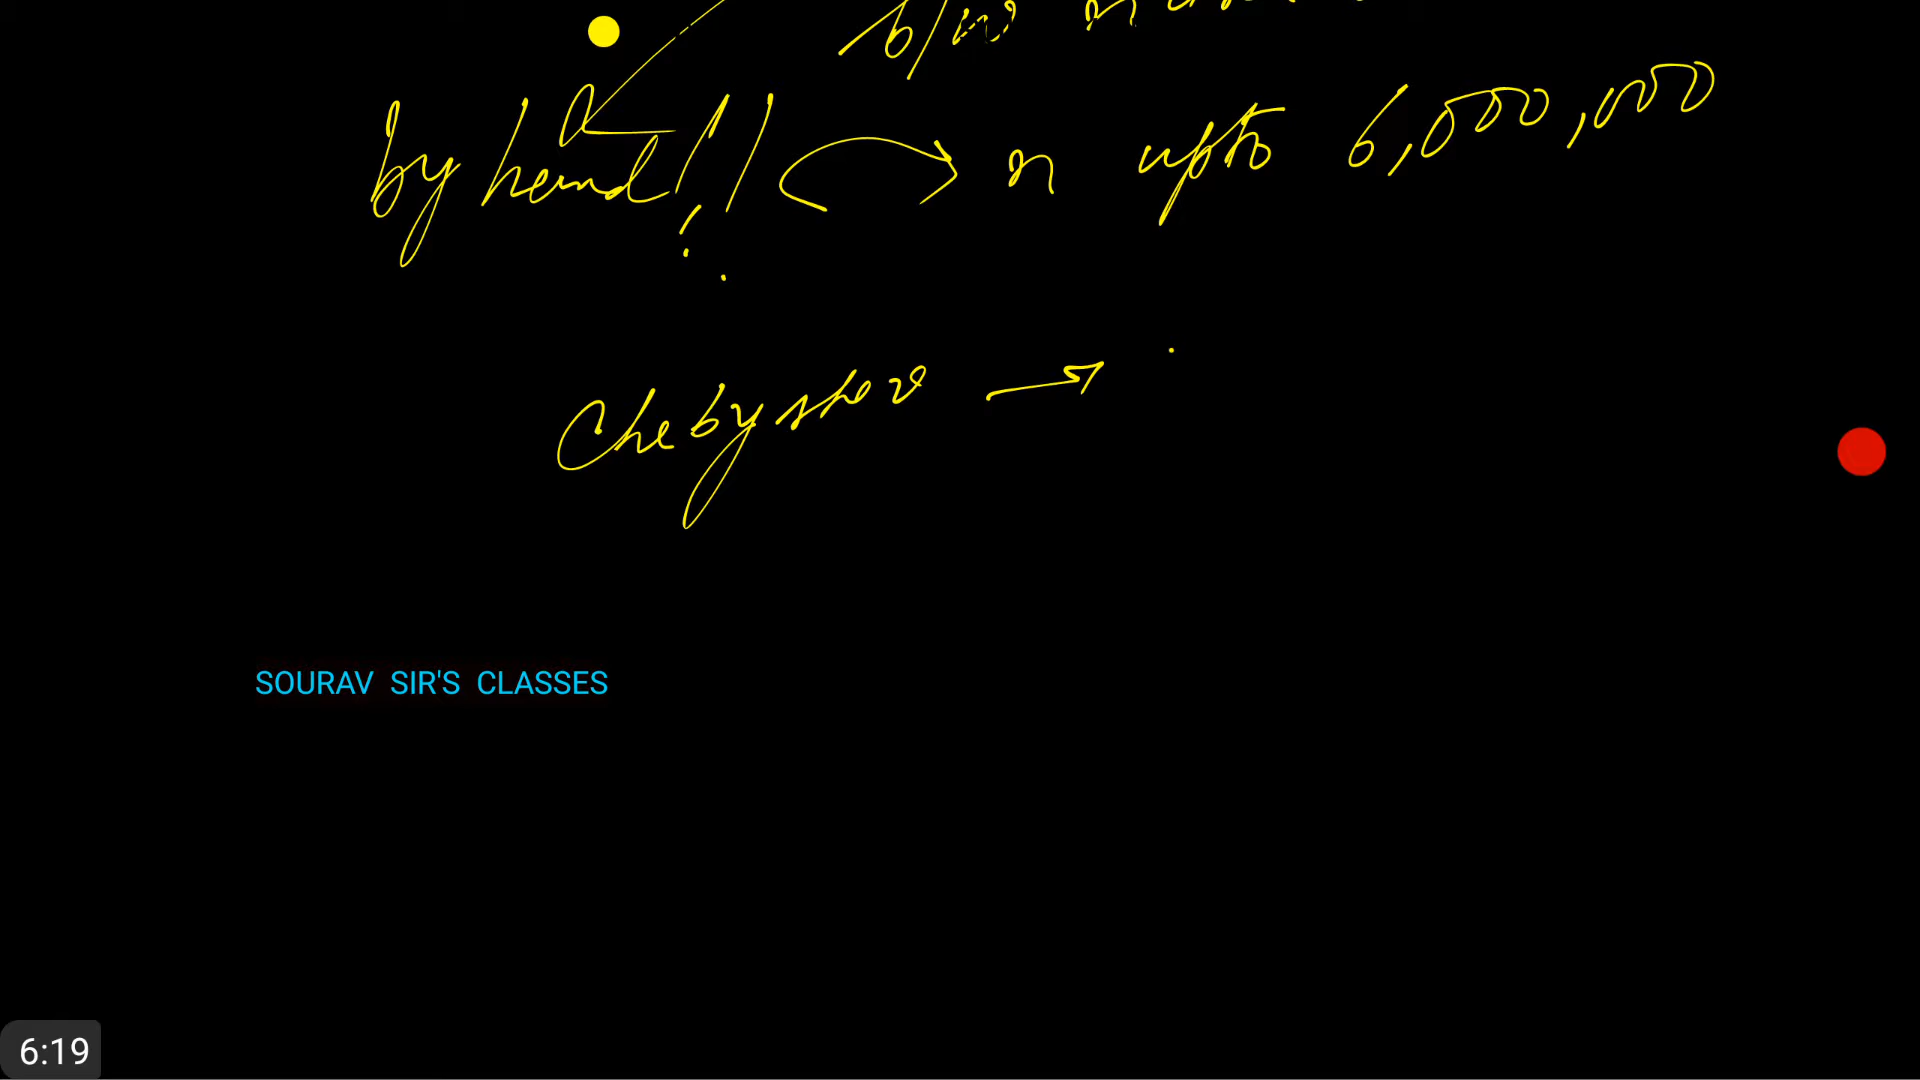 b/w n
by hand!! n upto 6,000,000
Chebyshev →
SOURAV SIR'S CLASSES
6:19